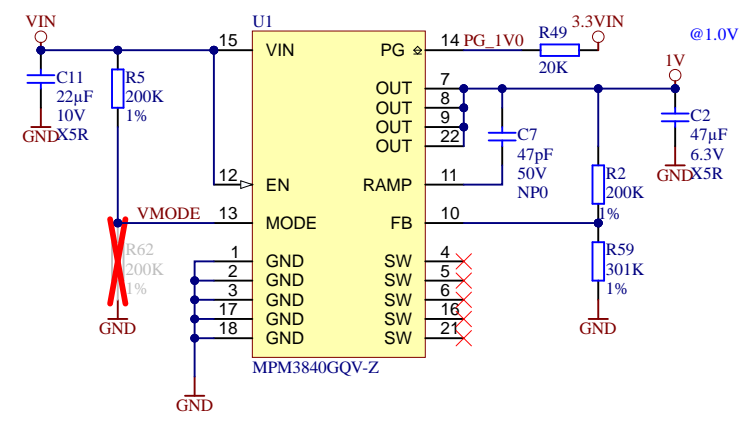 VIN
U1
R49
3.3VIN
@1.0V
15
VIN
PG
14
PG_1V0
20K
1V
C11
22µF
10V
X5R
GND
R5
200K
1%
OUT
7
OUT
8
OUT
9
OUT
22
C7
47pF
50V
NP0
C2
47µF
6.3V
X5R
GND
12
EN
RAMP
11
R2
200K
1%
VMODE
13
MODE
FB
10
R62
200K
1%
GND
1
GND
2
GND
3
GND
17
GND
18
GND
SW
4
SW
5
SW
6
SW
16
SW
21
R59
301K
1%
GND
MPM3840GQV-Z
GND